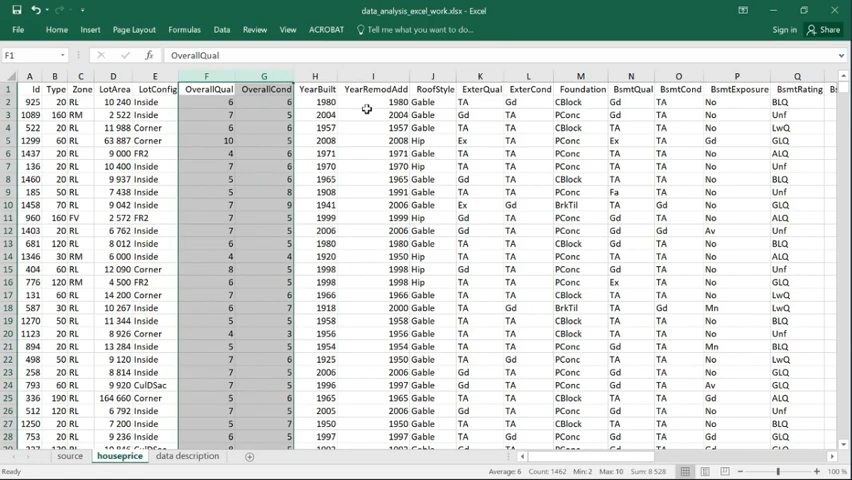 data_analysis_excel_work.xlsx - Excel
File Home Insert Page Layout Formulas Data Review View ACROBAT Tell me what you want to do... Sign in Share
F1 fx OverallQual
A B C D E F G H I J K L M N O P Q
1 Id Type Zone LotArea LotConfig OverallQual OverallCond YearBuilt YearRemodAdd RoofStyle ExterQual ExterCond Foundation BsmtQual BsmtCond BsmtExposure BsmtRating
2 925 20 RL 10 240 Inside 6 6 1980 1980 Gable TA Gd CBlock Gd TA No BLQ
3 1089 160 RM 2 522 Inside 7 5 2004 2004 Gable Gd TA PConc Gd TA No Unf
4 522 20 RL 11 988 Corner 6 6 1957 1957 Gable TA TA CBlock TA TA No LwQ
5 1299 60 RL 63 887 Corner 10 5 2008 2008 Hip Ex TA PConc Ex TA Gd GLQ
6 1437 20 RL 9 000 FR2 4 6 1971 1971 Gable TA TA PConc TA TA No ALQ
7 136 20 RL 10 400 Inside 7 6 1970 1970 Hip TA TA PConc TA TA No Unf
8 1460 20 RL 9 937 Inside 5 6 1965 1965 Gable Gd TA CBlock TA TA No BLQ
9 185 50 RL 7 438 Inside 5 8 1908 1991 Gable TA TA PConc Fa TA No Unf
10 1458 70 RL 9 042 Inside 7 9 1941 2006 Gable Ex Gd BrkTil TA Gd No GLQ
11 960 160 FV 2 572 FR2 7 5 1999 1999 Hip Gd TA PConc Gd TA No ALQ
12 1403 20 RL 6 762 Inside 7 5 2006 2006 Gable Gd TA PConc Gd TA Av Unf
13 681 120 RL 8 012 Inside 6 5 1980 1980 Gable TA TA CBlock Gd TA No BLQ
14 1346 30 RM 6 000 Inside 4 4 1920 1950 Hip TA TA PConc TA TA No ALQ
15 404 60 RL 12 090 Corner 8 5 1998 1998 Hip Gd TA PConc Gd TA No Unf
16 776 120 RM 4 500 FR2 6 5 1998 1998 Hip TA TA PConc Ex TA No GLQ
17 131 60 RL 14 200 Corner 7 6 1966 1966 Gable TA TA CBlock TA TA No LwQ
18 587 30 RL 10 267 Inside 6 7 1918 2000 Gable TA Gd BrkTil TA Gd Mn LwQ
19 1270 50 RL 11 344 Inside 5 5 1958 1958 Gable TA TA CBlock TA TA No GLQ
20 1123 20 RL 8 926 Corner 4 3 1956 1956 Gable TA TA CBlock TA TA Av GLQ
21 894 20 RL 13 284 Inside 5 5 1954 1954 Gable TA TA PConc Gd TA Mn BLQ
22 498 50 RL 9 120 Inside 7 6 1925 1950 Gable TA Gd CBlock TA TA No LwQ
23 258 20 RL 8 814 Inside 7 5 2006 2006 Gable Gd TA PConc Gd TA No GLQ
24 793 60 RL 9 920 CulDSac 7 5 1996 1997 Gable Gd TA PConc Gd TA Av GLQ
25 336 190 RL 164 660 Corner 5 6 1965 1965 Gable TA TA CBlock TA TA Gd ALQ
26 512 120 RL 6 792 Inside 7 5 2005 2006 Gable Gd TA PConc Gd TA No Unf
27 1250 20 RL 7 200 Inside 5 7 1950 1950 Gable TA TA CBlock TA TA No Unf
28 753 20 RL 9 236 Inside 6 5 1997 1997 Gable Gd TA PConc Gd TA No GLQ
source houseprice data description
Ready Average: 6 Count: 1462 Min: 2 Max: 10 Sum: 8 528 100 %